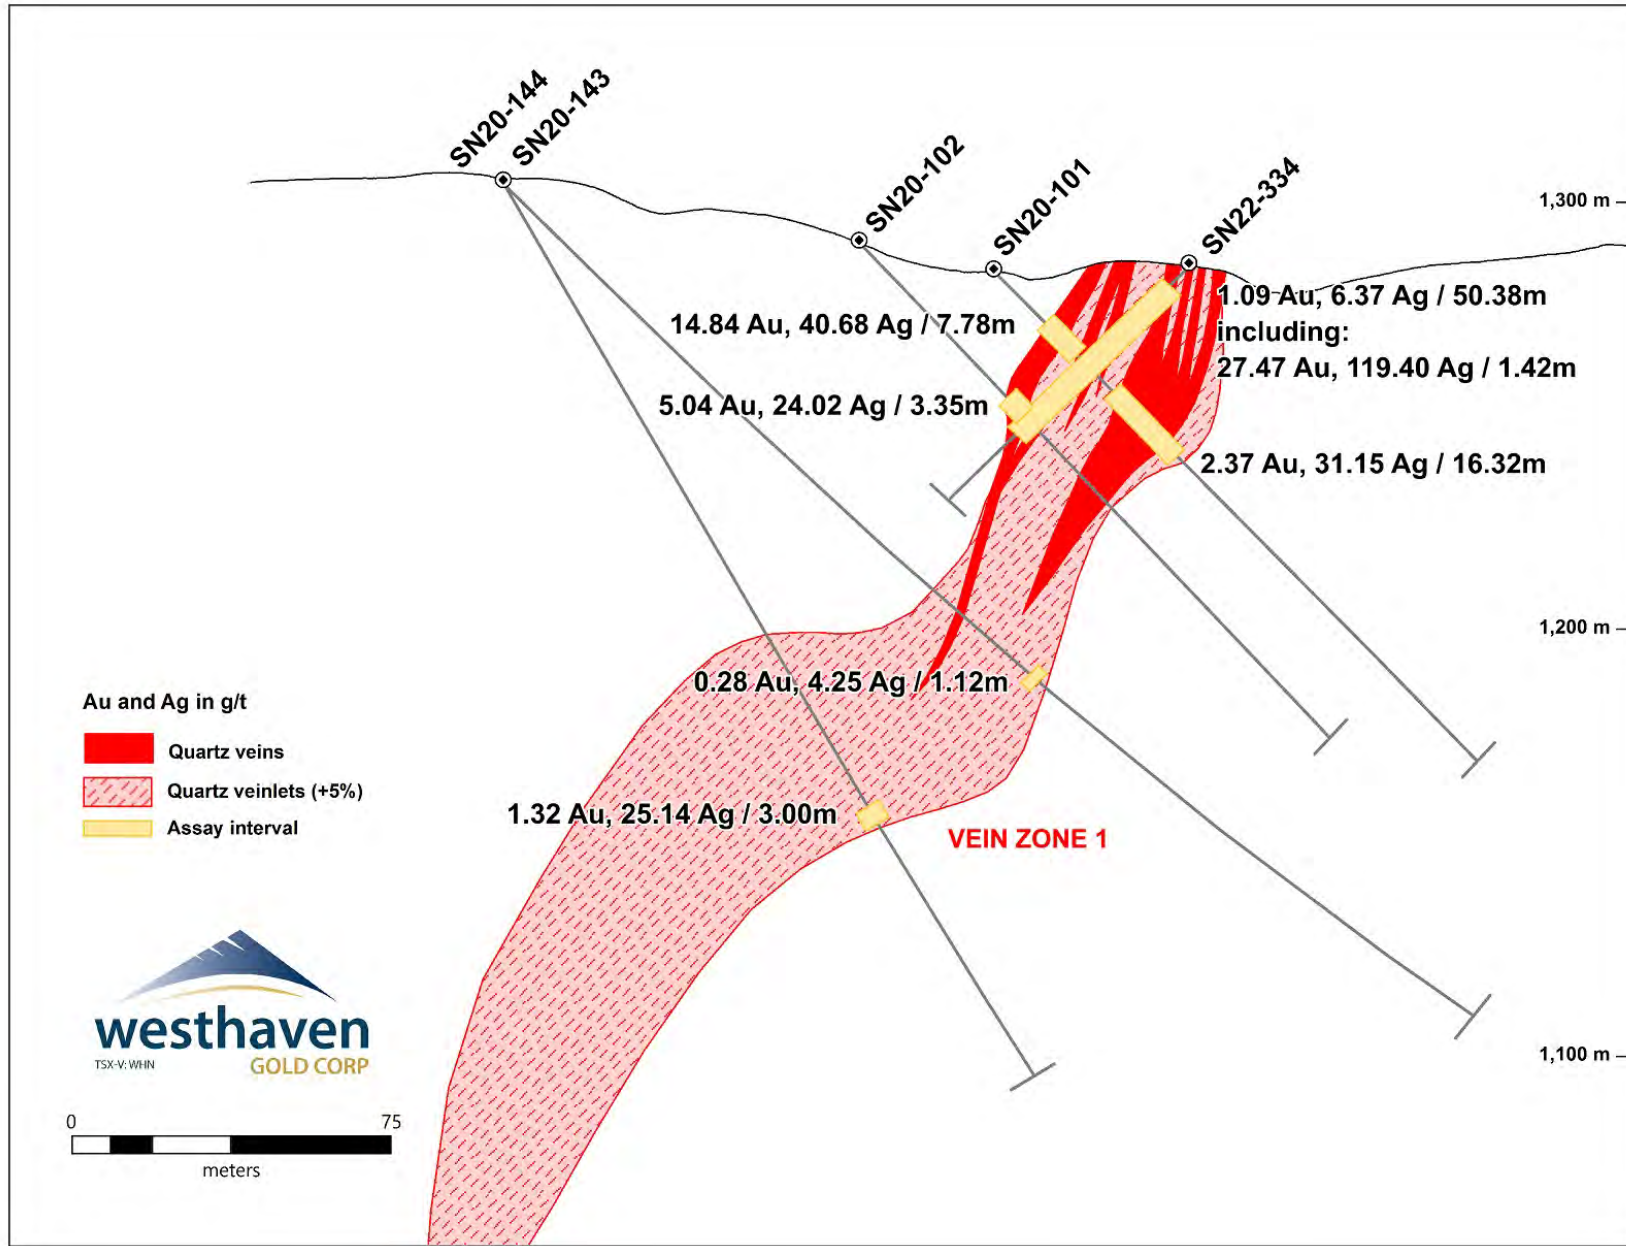 SN20-144
SN20-143
SN20-102
SN20-101
SN22-334
1,300 m
14.84 Au, 40.68 Ag / 7.78m
1.09 Au, 6.37 Ag / 50.38m
including:
27.47 Au, 119.40 Ag / 1.42m
5.04 Au, 24.02 Ag / 3.35m
2.37 Au, 31.15 Ag / 16.32m
1,200 m
0.28 Au, 4.25 Ag / 1.12m
Au and Ag in g/t
Quartz veins
Quartz veinlets (+5%)
Assay interval
1.32 Au, 25.14 Ag / 3.00m
VEIN ZONE 1
westhaven
TSX-V: WHN
GOLD CORP
1,100 m
0 75
meters